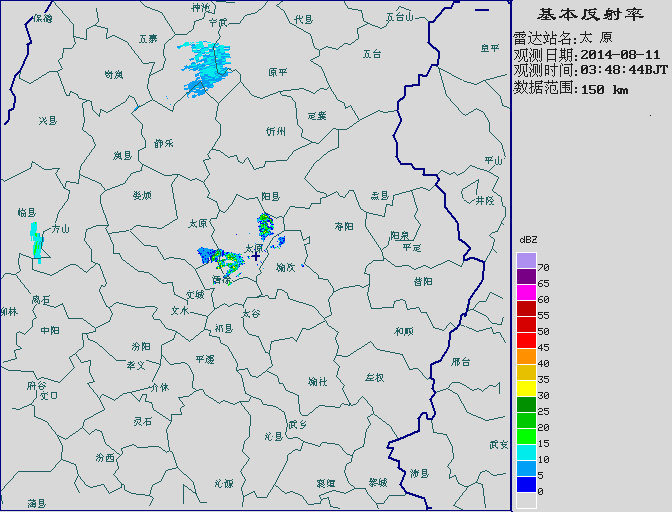 基本反射率
雷达站名:太 原
观测日期:2014-08-11
观测时间:03:48:44BJT
数据范围:150 km
dBZ
70
65
60
55
50
45
40
35
30
25
20
15
10
5
0
保德
神池
宁武
代县
五台山
五寨
五台
阜平
岢岚
原平
兴县
定襄
忻州
静乐
岚县
平山
娄烦
阳县
盂县
井陉
临县
太原
寿阳
阳泉
方山
太原
平定
榆次
清徐
昔阳
离石
文城
柳林
文水
太谷
中阳
祁县
和顺
汾阳
孝义
平遥
邢台
介休
榆社
左权
隰谷
文口
灵石
武乡
沁县
武安
汾西
沁源
襄垣
黎城
涉县
蒲县